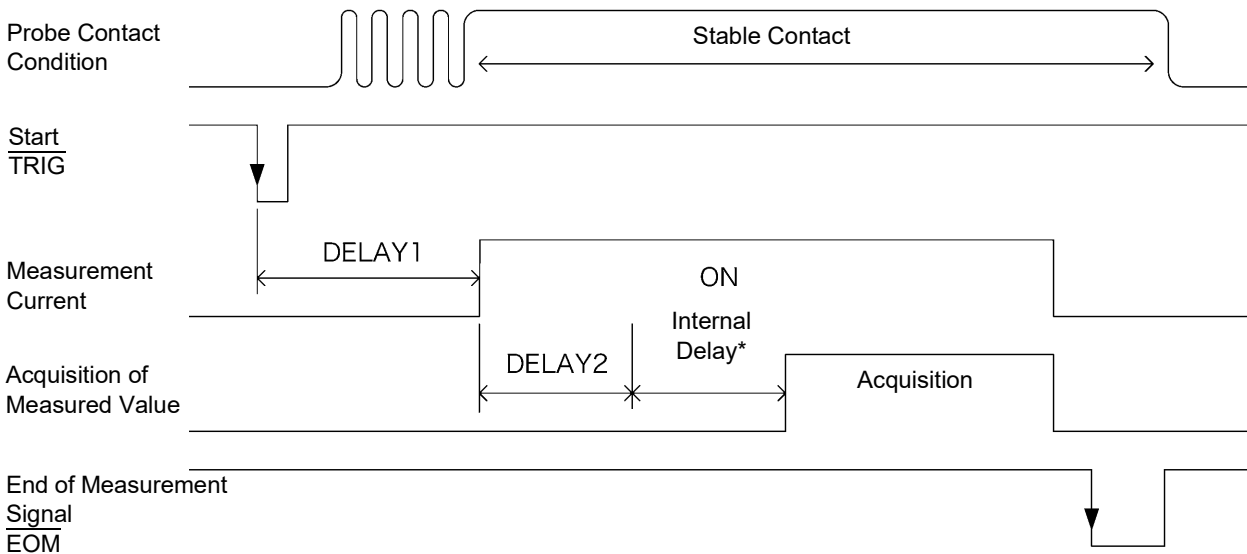 Probe Contact
Condition
Stable Contact
Start
TRIG
DELAY1
Measurement
Current
ON
Internal
Delay*
DELAY2
Acquisition of
Measured Value
Acquisition
End of Measurement
Signal
EOM